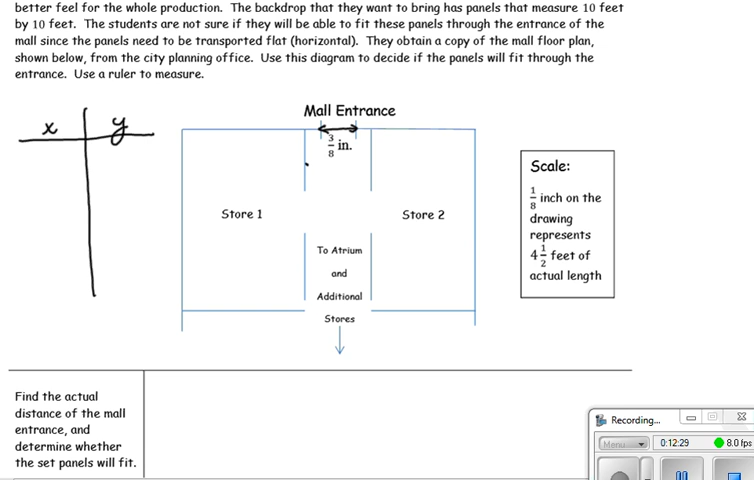 better feel for the whole production. The backdrop that they want to bring has panels that measure 10 feet
by 10 feet. The students are not sure if they will be able to fit these panels through the entrance of the
mall since the panels need to be transported flat (horizontal). They obtain a copy of the mall floor plan,
shown below, from the city planning office. Use this diagram to decide if the panels will fit through the
entrance. Use a ruler to measure.
x y
Mall Entrance
3/8 in.
Store 1
Store 2
To Atrium
and
Additional
Stores
Scale:
1/8 inch on the
drawing
represents
4 1/2 feet of
actual length
Find the actual
distance of the mall
entrance, and
determine whether
the set panels will fit.
Recording...
Menu
0:12:29
8.0 fps